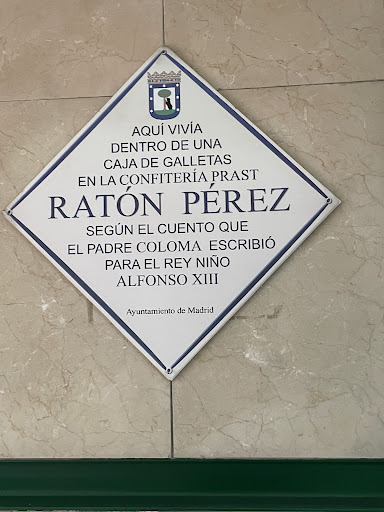 AQUÍ VIVÍA
DENTRO DE UNA
CAJA DE GALLETAS
EN LA CONFITERÍA PRAST
RATÓN PÉREZ
SEGÚN EL CUENTO QUE
EL PADRE COLOMA ESCRIBIÓ
PARA EL REY NIÑO
ALFONSO XIII
Ayuntamiento de Madrid